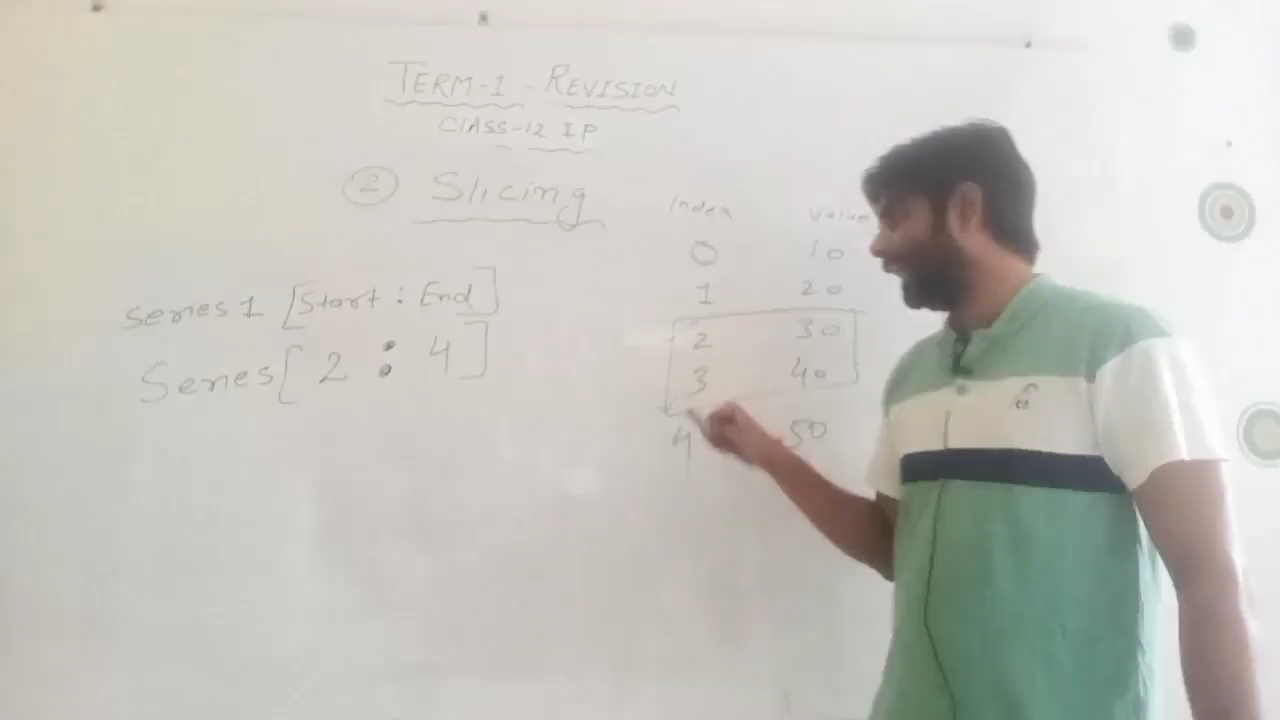 TERM-1 - REVISION
CLASS-12 IP
2 Slicing
Series1 [Start : End]
Series[ 2 : 4 ]
Index Value
0 10
1 20
2 30
3 40
4 50